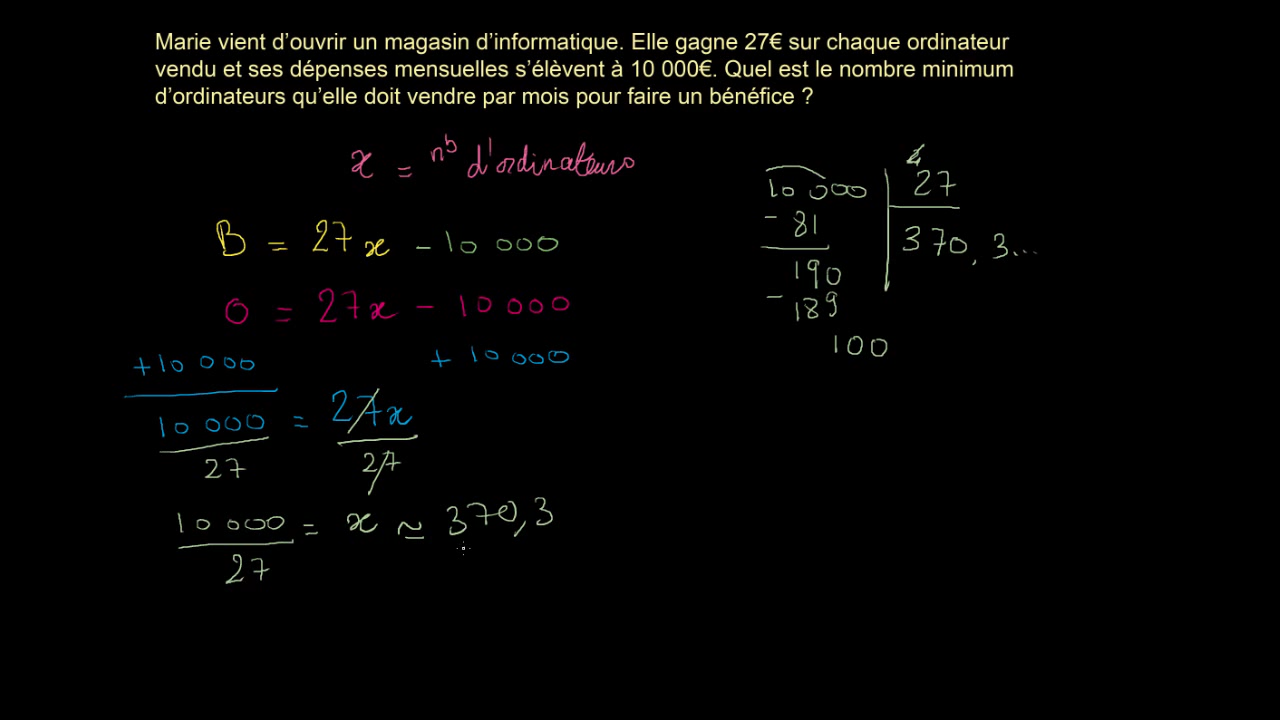 Marie vient d’ouvrir un magasin d’informatique. Elle gagne 27€ sur chaque ordinateur
vendu et ses dépenses mensuelles s’élèvent à 10 000€. Quel est le nombre minimum
d’ordinateurs qu’elle doit vendre par mois pour faire un bénéfice ?
x = nb d'ordinateurs
B = 27x - 10 000
0 = 27x - 10 000
+10 000 + 10 000
10 000 = 27x
27 27
10 000 = x ≃ 370,3
27
10 000 27
- 81 370,3...
190
- 189
100